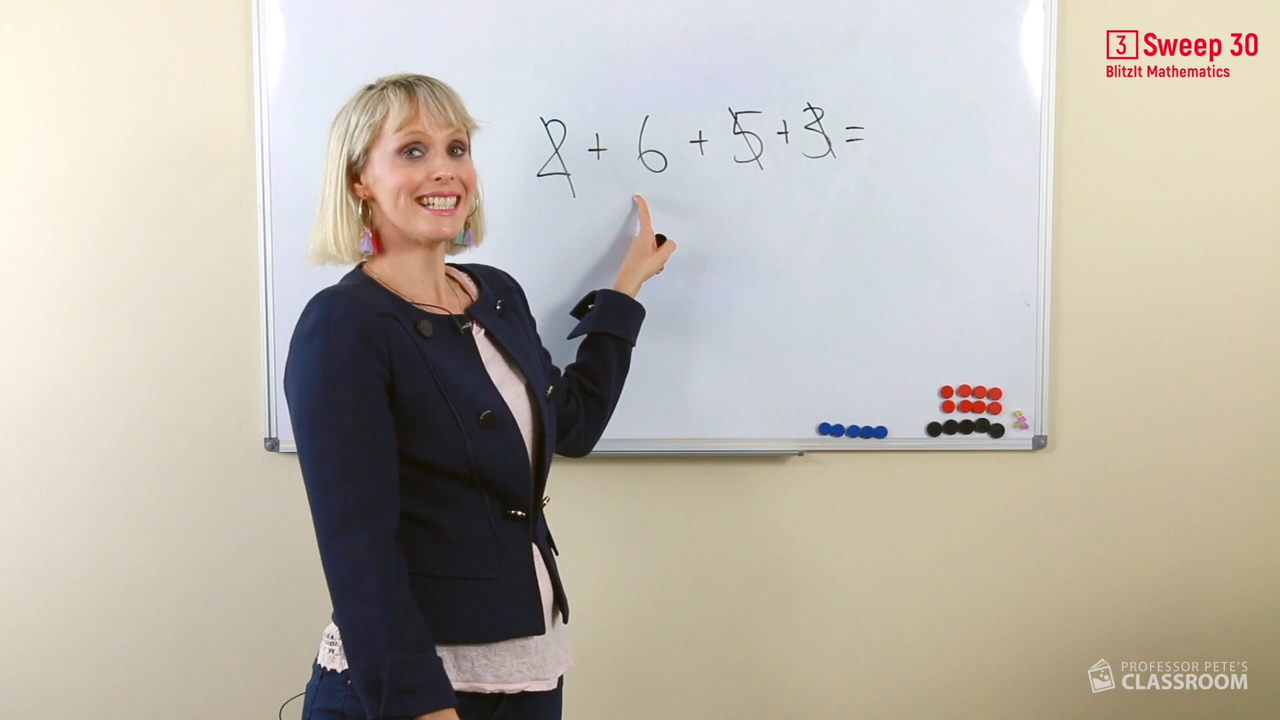 3 Sweep 30
BlitzIt Mathematics
2 + 6 + 5 + 3 =
PROFESSOR PETE'S
CLASSROOM